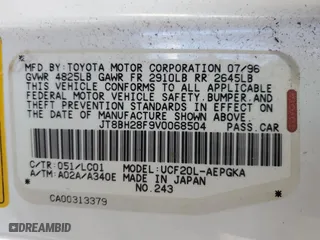 MFD BY: TOYOTA MOTOR CORPORATION 07/96
GVWR 4825LB GAWR FR 2910LB RR 2645LB
THIS VEHICLE CONFORMS TO ALL APPLICABLE
FEDERAL MOTOR VEHICLE SAFETY, BUMPER, AND
THEFT PREVENTION STANDARDS IN EFFECT ON
THE DATE OF MANUFACTURE SHOWN ABOVE.
JT8BH28F9V0068504 PASS.CAR
C/TR: 051/LC01 MODEL: UCF20L-AEPGKA
A/TM: A02A/A340E MADE IN JAPAN
NO.243
CA00313379
DEALERSHIP.ORG